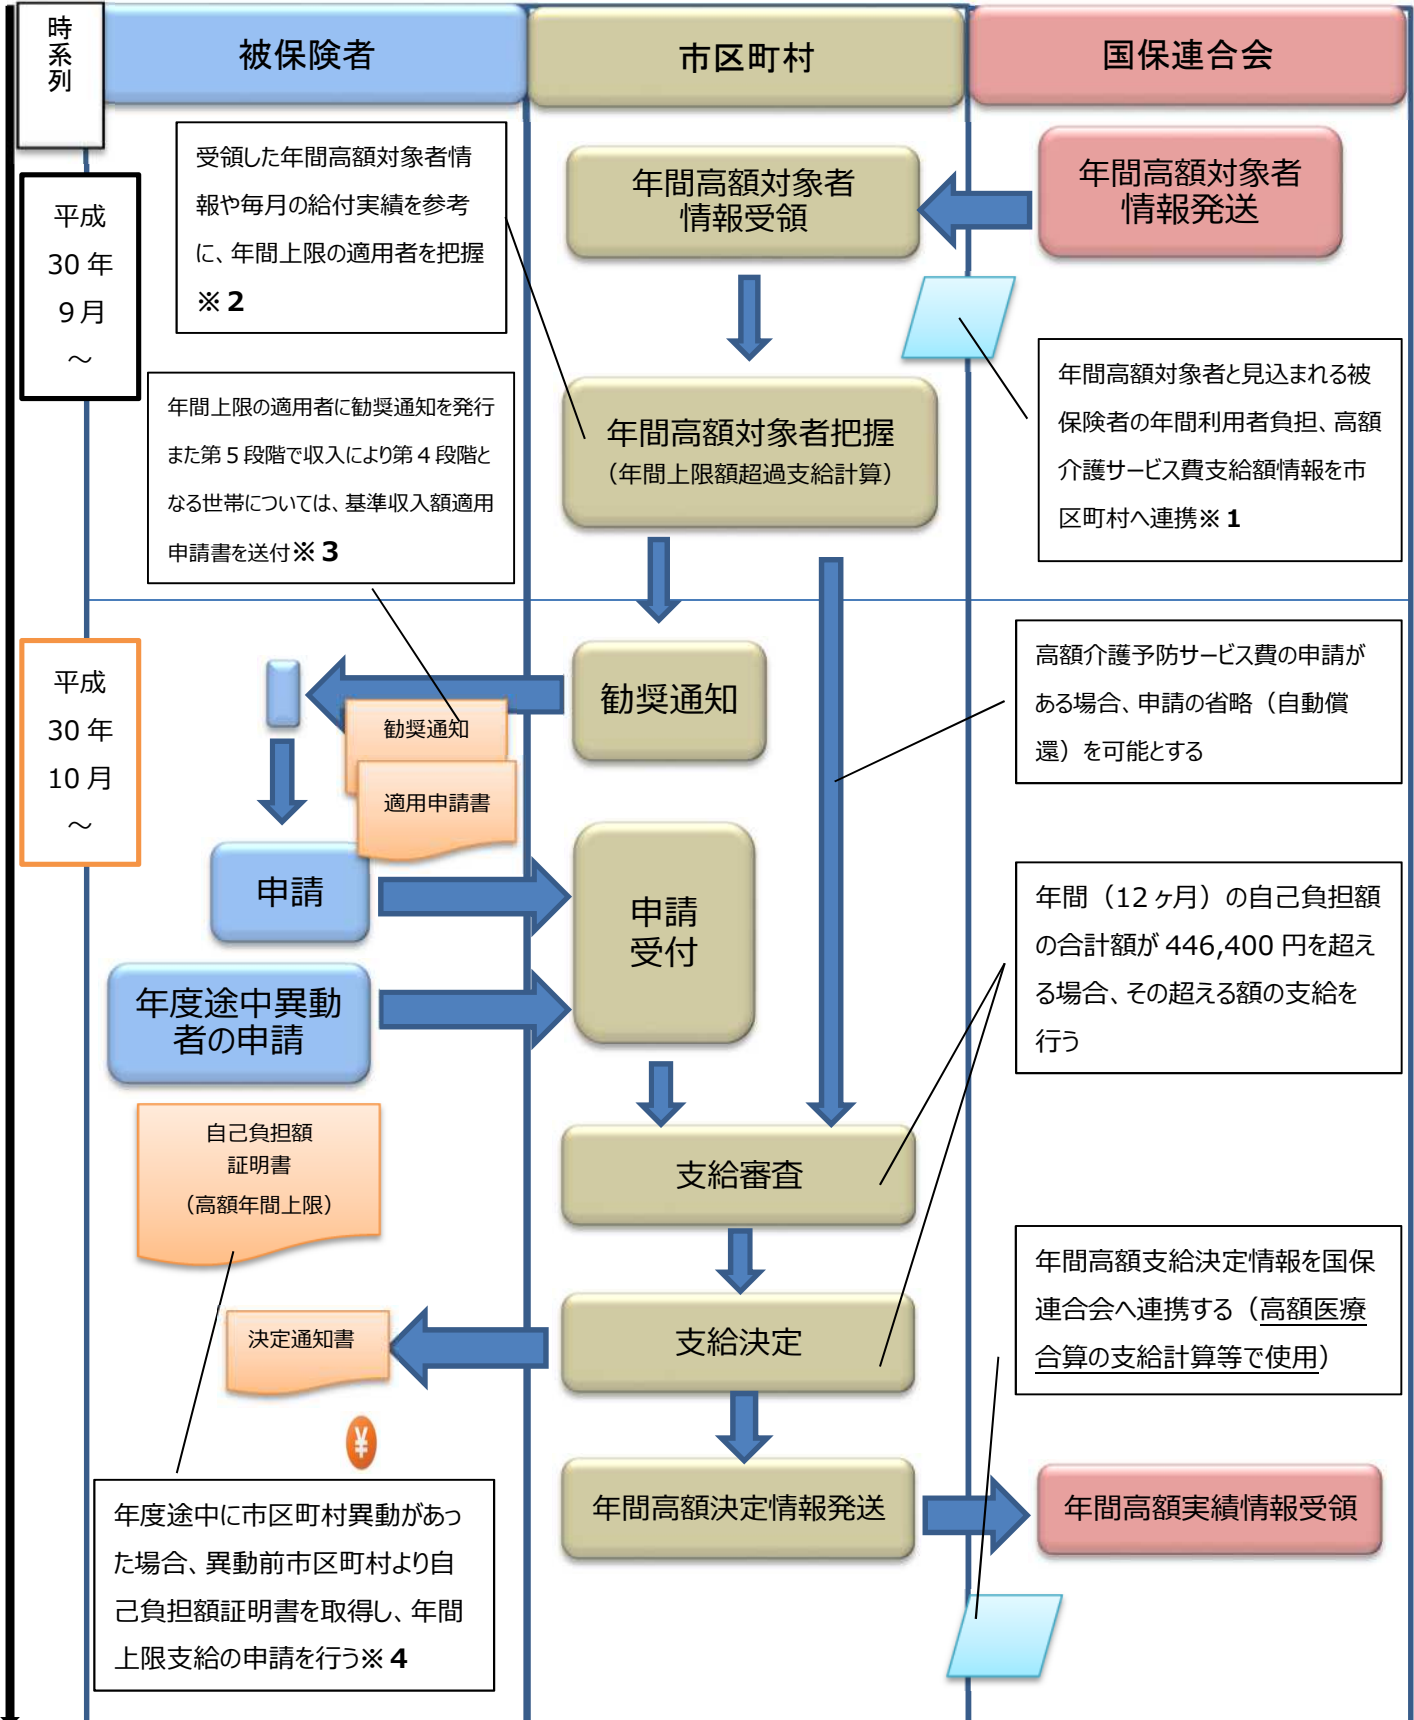 時系列
被保険者
市区町村
国保連合会
平成
30 年
9 月
～
受領した年間高額対象者情
報や毎月の給付実績を参考
に、年間上限の適用者を把握
※２
年間高額対象者
情報受領
年間高額対象者
情報発送
年間上限の適用者に勧奨通知を発行
また第５段階で収入により第４段階と
なる世帯については、基準収入額適用
申請書を送付※３
年間高額対象者把握
（年間上限額超過支給計算）
年間高額対象者と見込まれる被
保険者の年間利用者負担、高額
介護サービス費支給額情報を市
区町村へ連携※１
平成
30 年
10 月
～
勧奨通知
適用申請書
勧奨通知
高額介護予防サービス費の申請が
ある場合、申請の省略（自動償
還）を可能とする
申請
年度途中異動
者の申請
申請
受付
年間（12 ヶ月）の自己負担額
の合計額が 446,400 円を超え
る場合、その超える額の支給を
行う
自己負担額
証明書
（高額年間上限）
支給審査
決定通知書
支給決定
年間高額支給決定情報を国保
連合会へ連携する（高額医療
合算の支給計算等で使用）
¥
年度途中に市区町村異動があっ
た場合、異動前市区町村より自
己負担額証明書を取得し、年間
上限支給の申請を行う※４
年間高額決定情報発送
年間高額実績情報受領